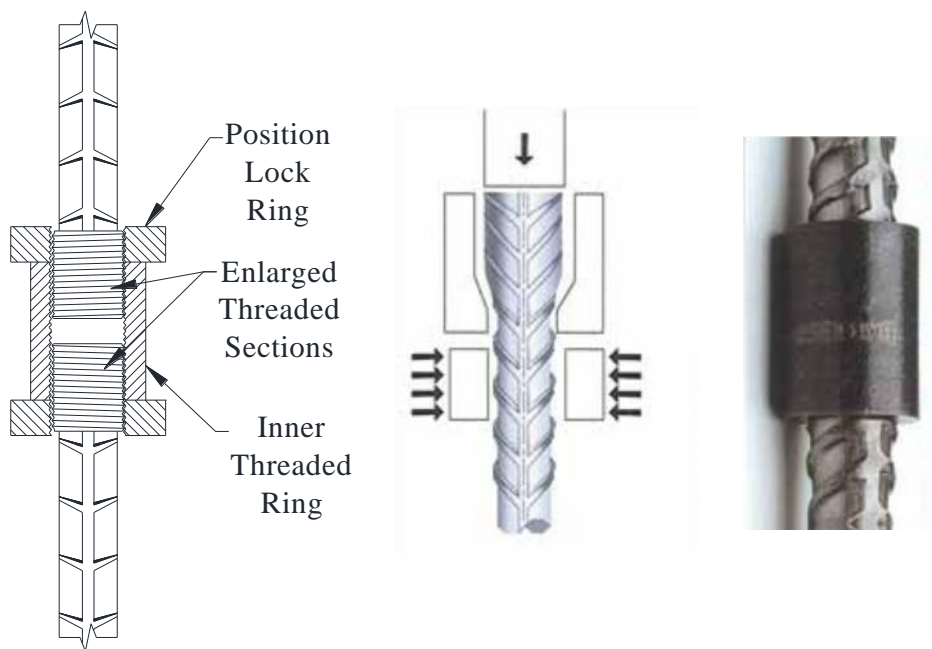 Position
Lock
Ring
Enlarged
Threaded
Sections
Inner
Threaded
Ring